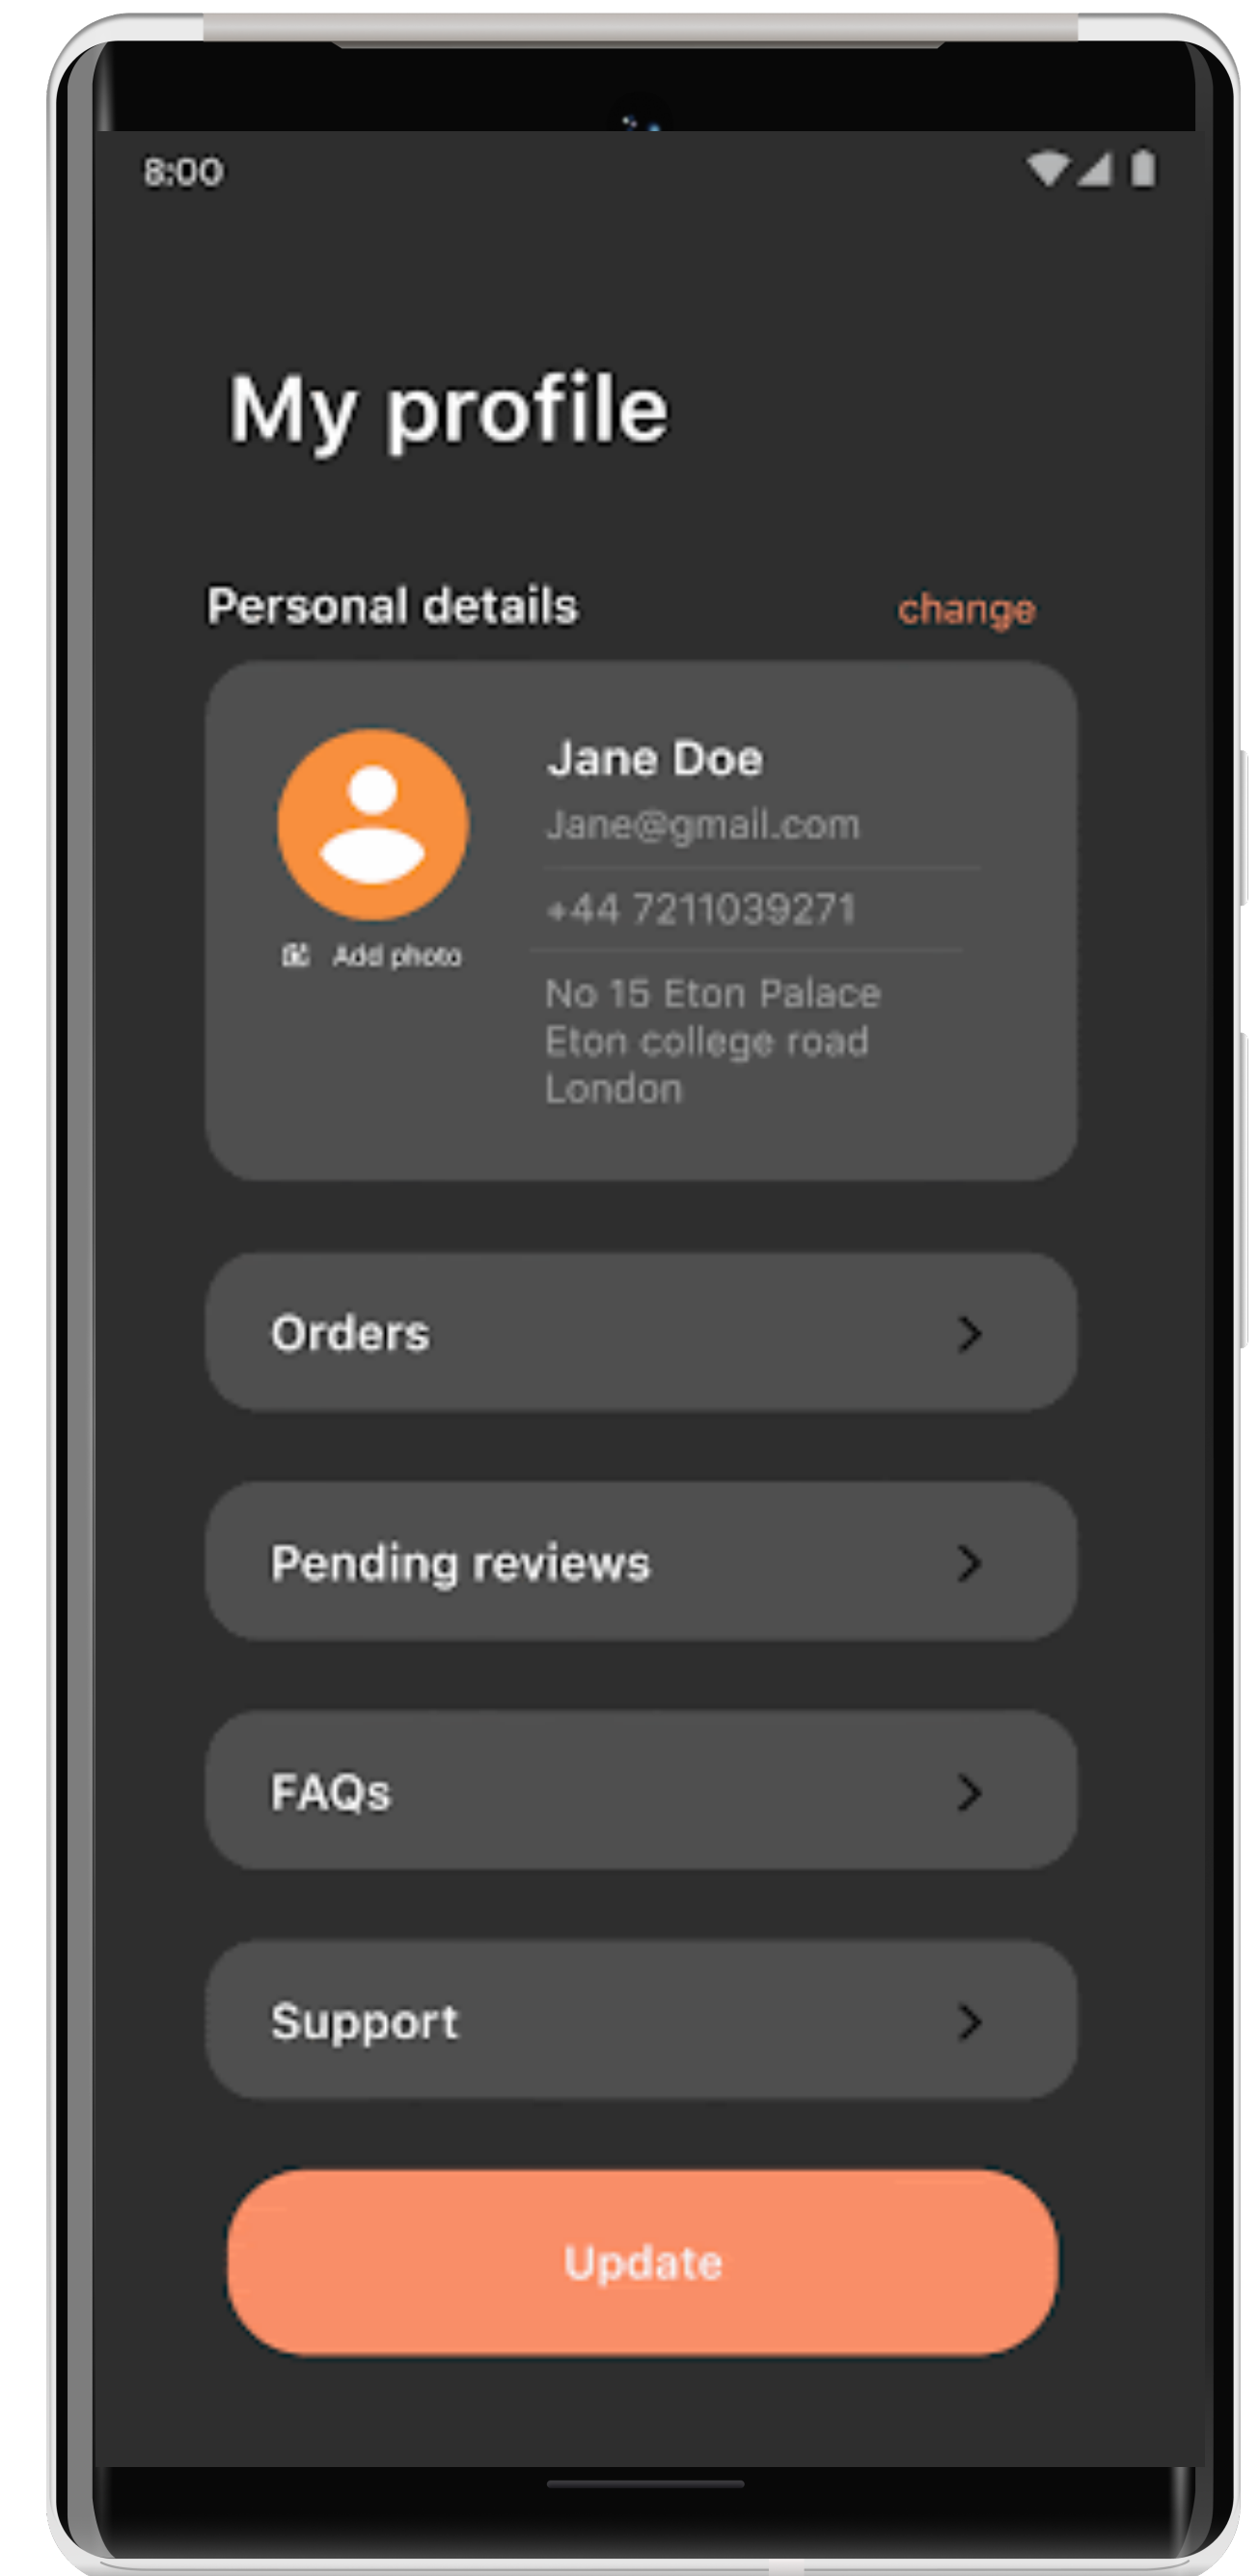 8:00
My profile
Personal details
change
Jane Doe
Jane@gmail.com
+44 7211039271
Add photo
No 15 Eton Palace
Eton college road
London
Orders
Pending reviews
FAQs
Support
Update